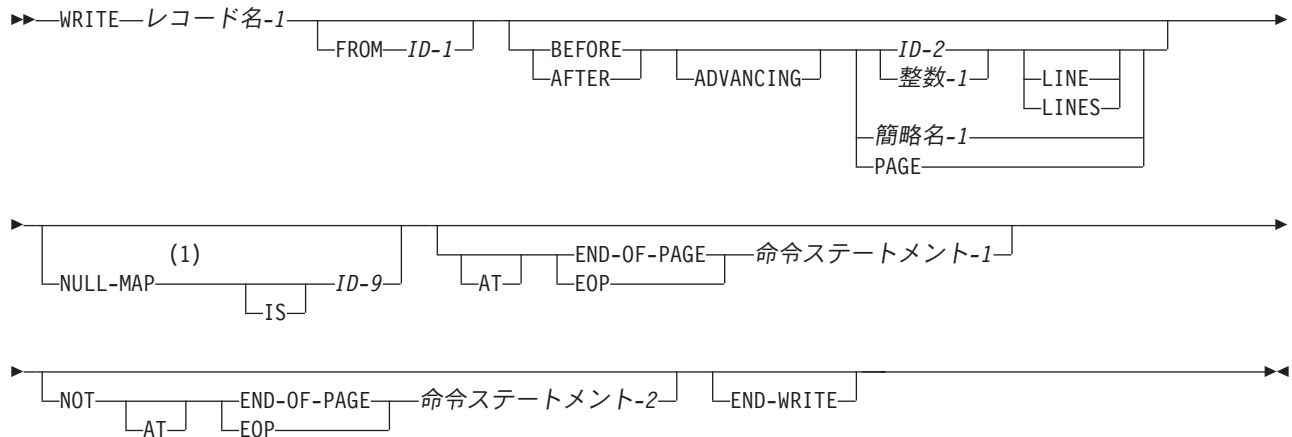 WRITE レコード名-1
FROM ID-1 BEFORE ID-2
AFTER ADVANCING 整数-1 LINE
LINES
簡略名-1
PAGE
(1) END-OF-PAGE 命令ステートメント-1
NULL-MAP ID-9 AT EOP
IS
NOT END-OF-PAGE 命令ステートメント-2 END-WRITE
AT EOP